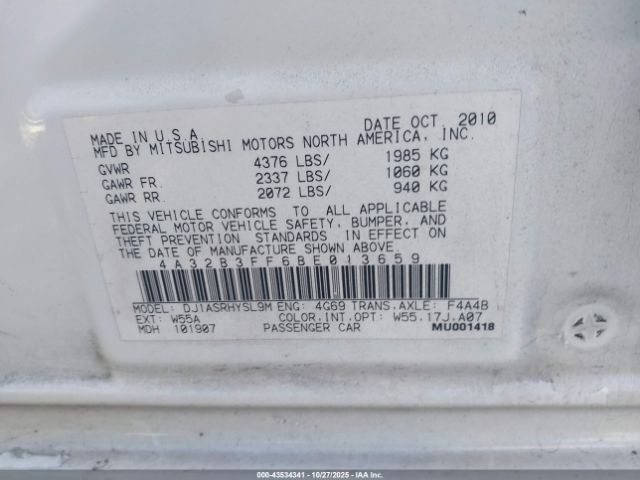 MADE IN U.S.A. DATE OCT 2010
MFD BY MITSUBISHI MOTORS NORTH AMERICA, INC.
GVWR 4376 LBS/ 1985 KG
GAWR FR. 2337 LBS/ 1060 KG
GAWR RR. 2072 LBS/ 940 KG
THIS VEHICLE CONFORMS TO ALL APPLICABLE
FEDERAL MOTOR VEHICLE SAFETY, BUMPER, AND
THEFT PREVENTION STANDARDS IN EFFECT ON
THE DATE OF MANUFACTURE SHOWN ABOVE.
4A32B3FF6BE013659
MODEL: DJ1ASRHYSL9M ENG: 4G69 TRANS.AXLE: F4A4B
EXT: W55A COLOR.INT.OPT: W55.17J.A07
MDH 101907 PASSENGER CAR MU001418
000-43534341 - 10/27/2025 - IAAI.com